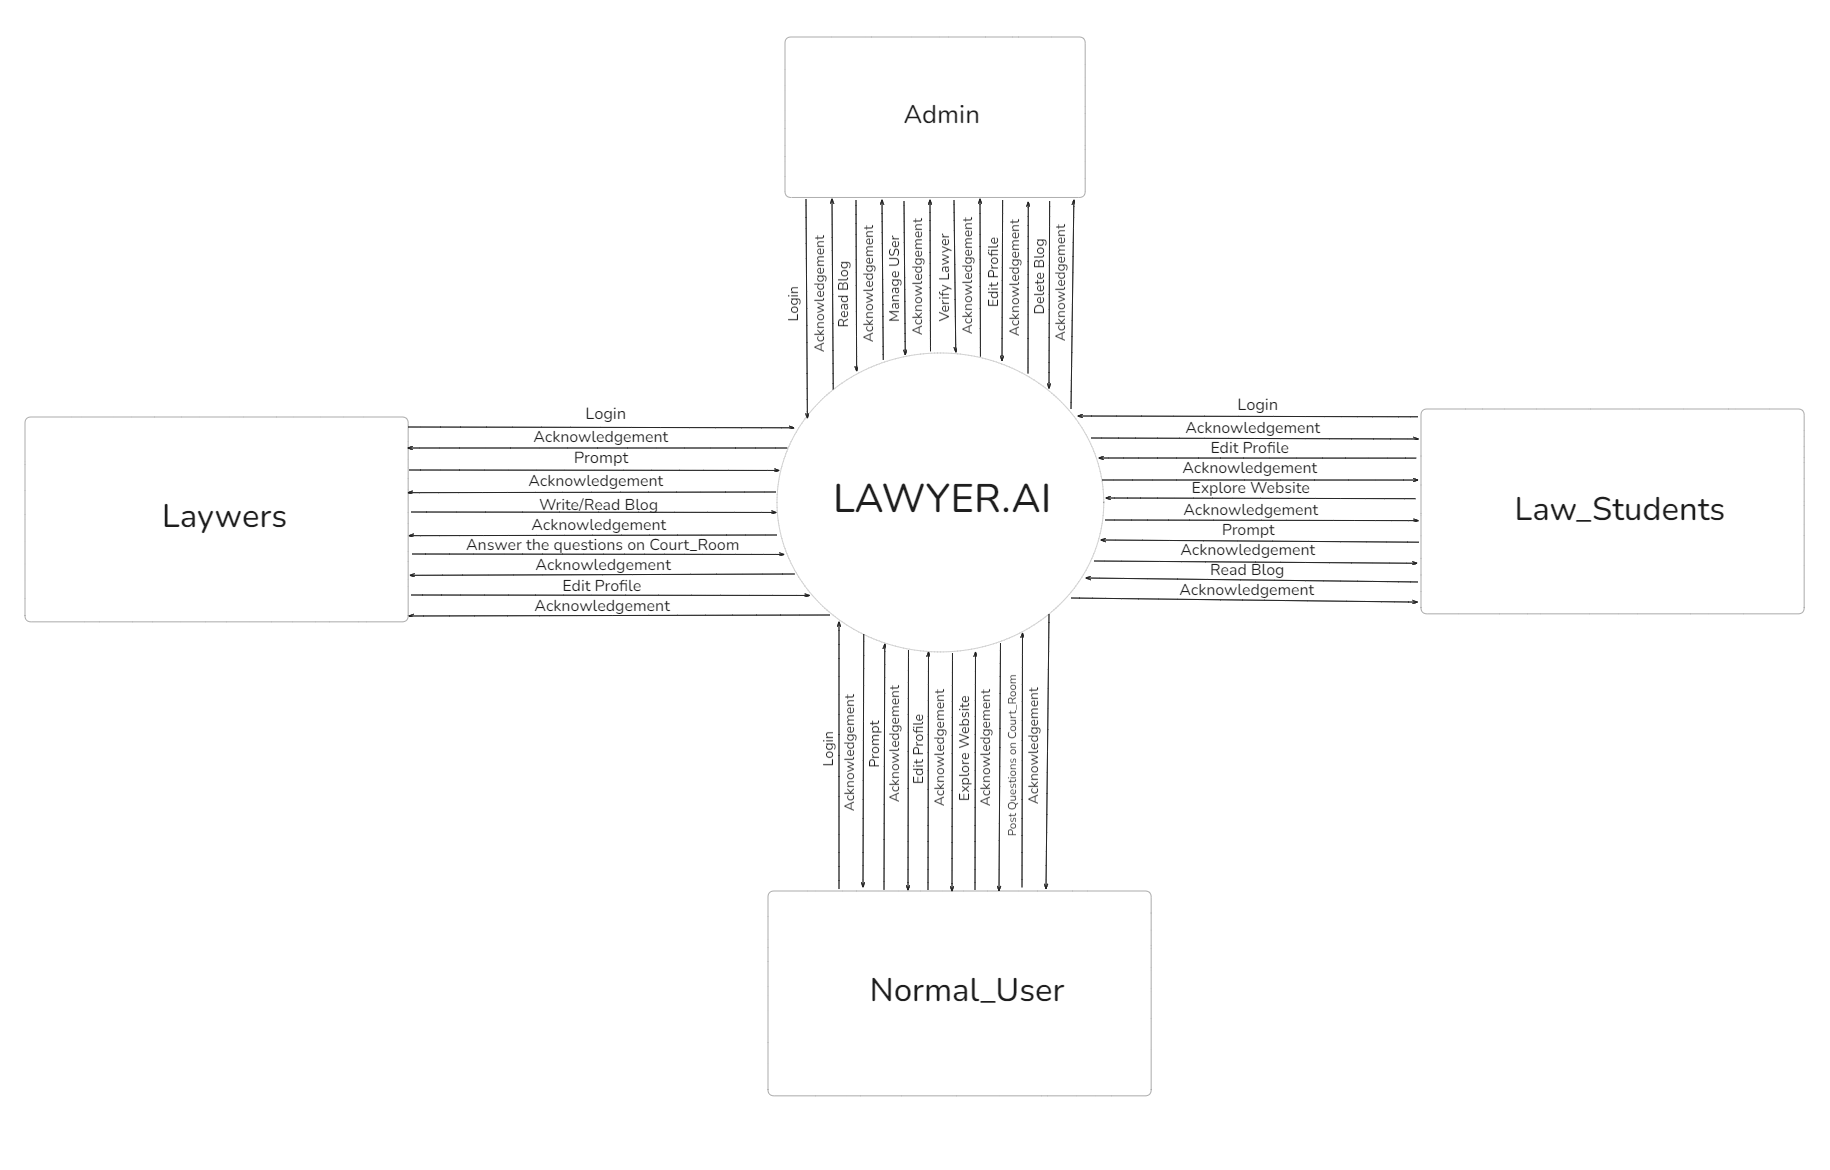 Admin
Login
Acknowledgement
Read Blog
Acknowledgement
Manage USer
Acknowledgement
Verify Lawyer
Acknowledgement
Edit Profile
Acknowledgement
Delete Blog
Acknowledgement
Laywers
Login
Acknowledgement
Prompt
Acknowledgement
Write/Read Blog
Acknowledgement
Answer the questions on Court_Room
Acknowledgement
Edit Profile
Acknowledgement
LAWYER.AI
Login
Acknowledgement
Edit Profile
Acknowledgement
Explore Website
Acknowledgement
Prompt
Acknowledgement
Read Blog
Acknowledgement
Law_Students
Login
Acknowledgement
Prompt
Acknowledgement
Edit Profile
Acknowledgement
Explore Website
Acknowledgement
Post Questions on Court_Room
Acknowledgement
Normal_User